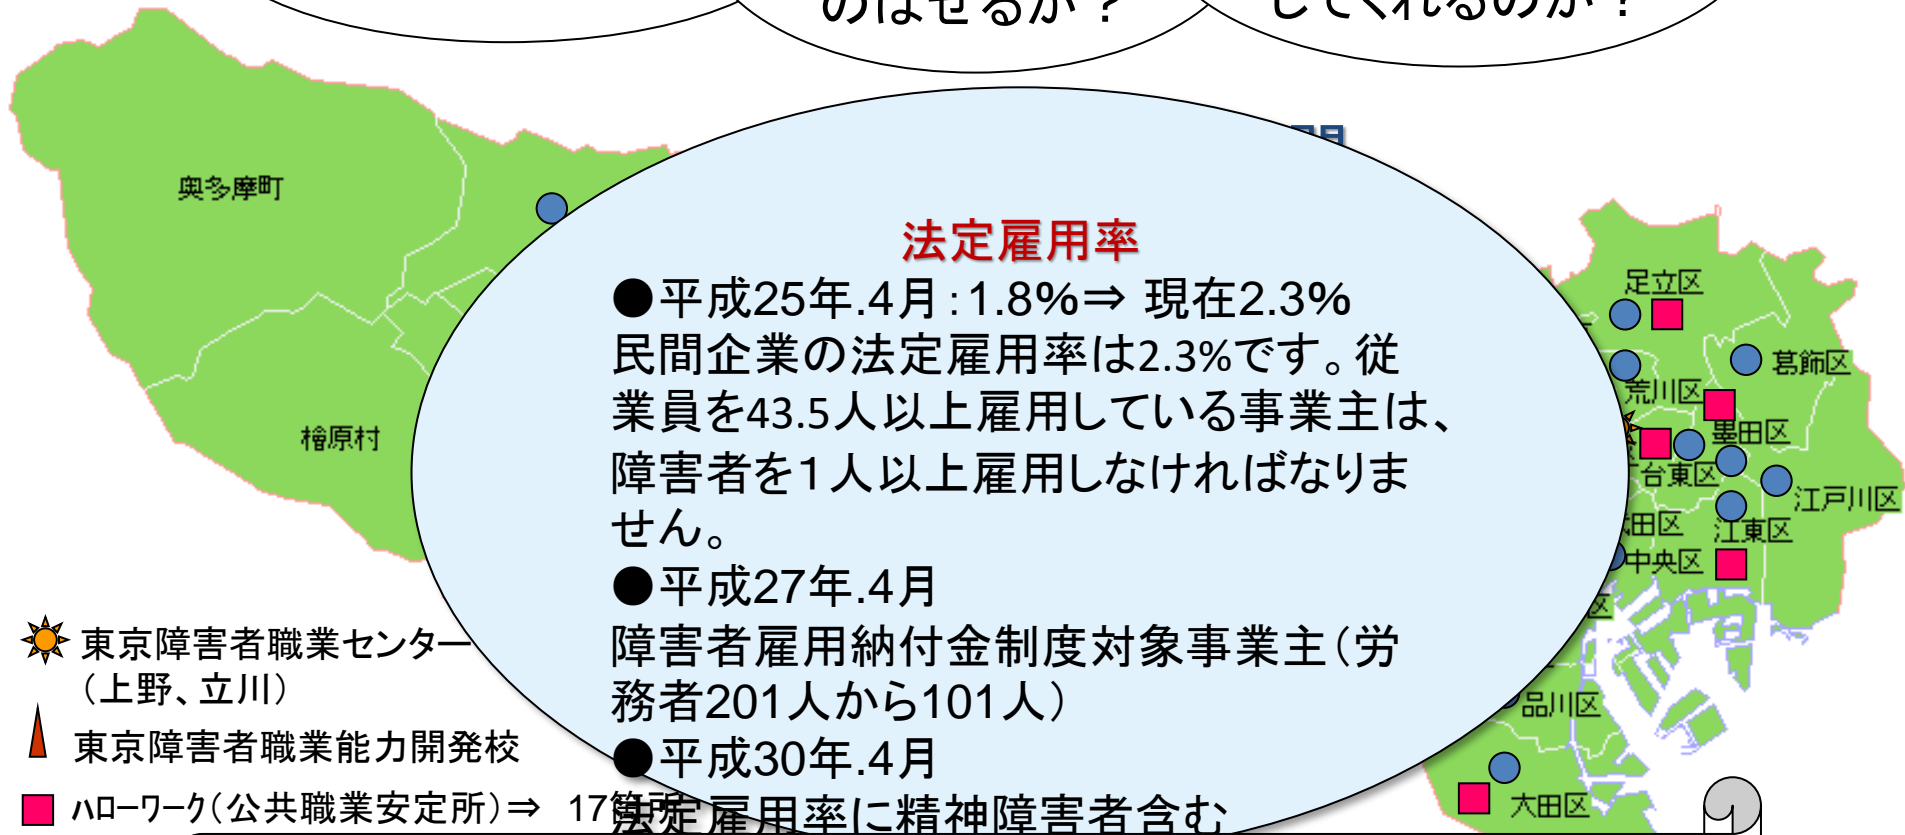 のばせるか？
してくれるのか？
奥多摩町
檜原村
法定雇用率
●平成25年.4月：1.8%⇒ 現在2.3%
民間企業の法定雇用率は2.3%です。従
業員を43.5人以上雇用している事業主は、
障害者を１人以上雇用しなければなりま
せん。
●平成27年.4月
障害者雇用納付金制度対象事業主（労
務者201人から101人）
●平成30年.4月
法定雇用率に精神障害者含む
足立区
葛飾区
荒川区
墨田区
台東区
江戸川区
田区
江東区
中央区
区
品川区
大田区
東京障害者職業センター
（上野、立川）
東京障害者職業能力開発校
ﾊﾛｰﾜｰｸ（公共職業安定所）⇒ 17箇所